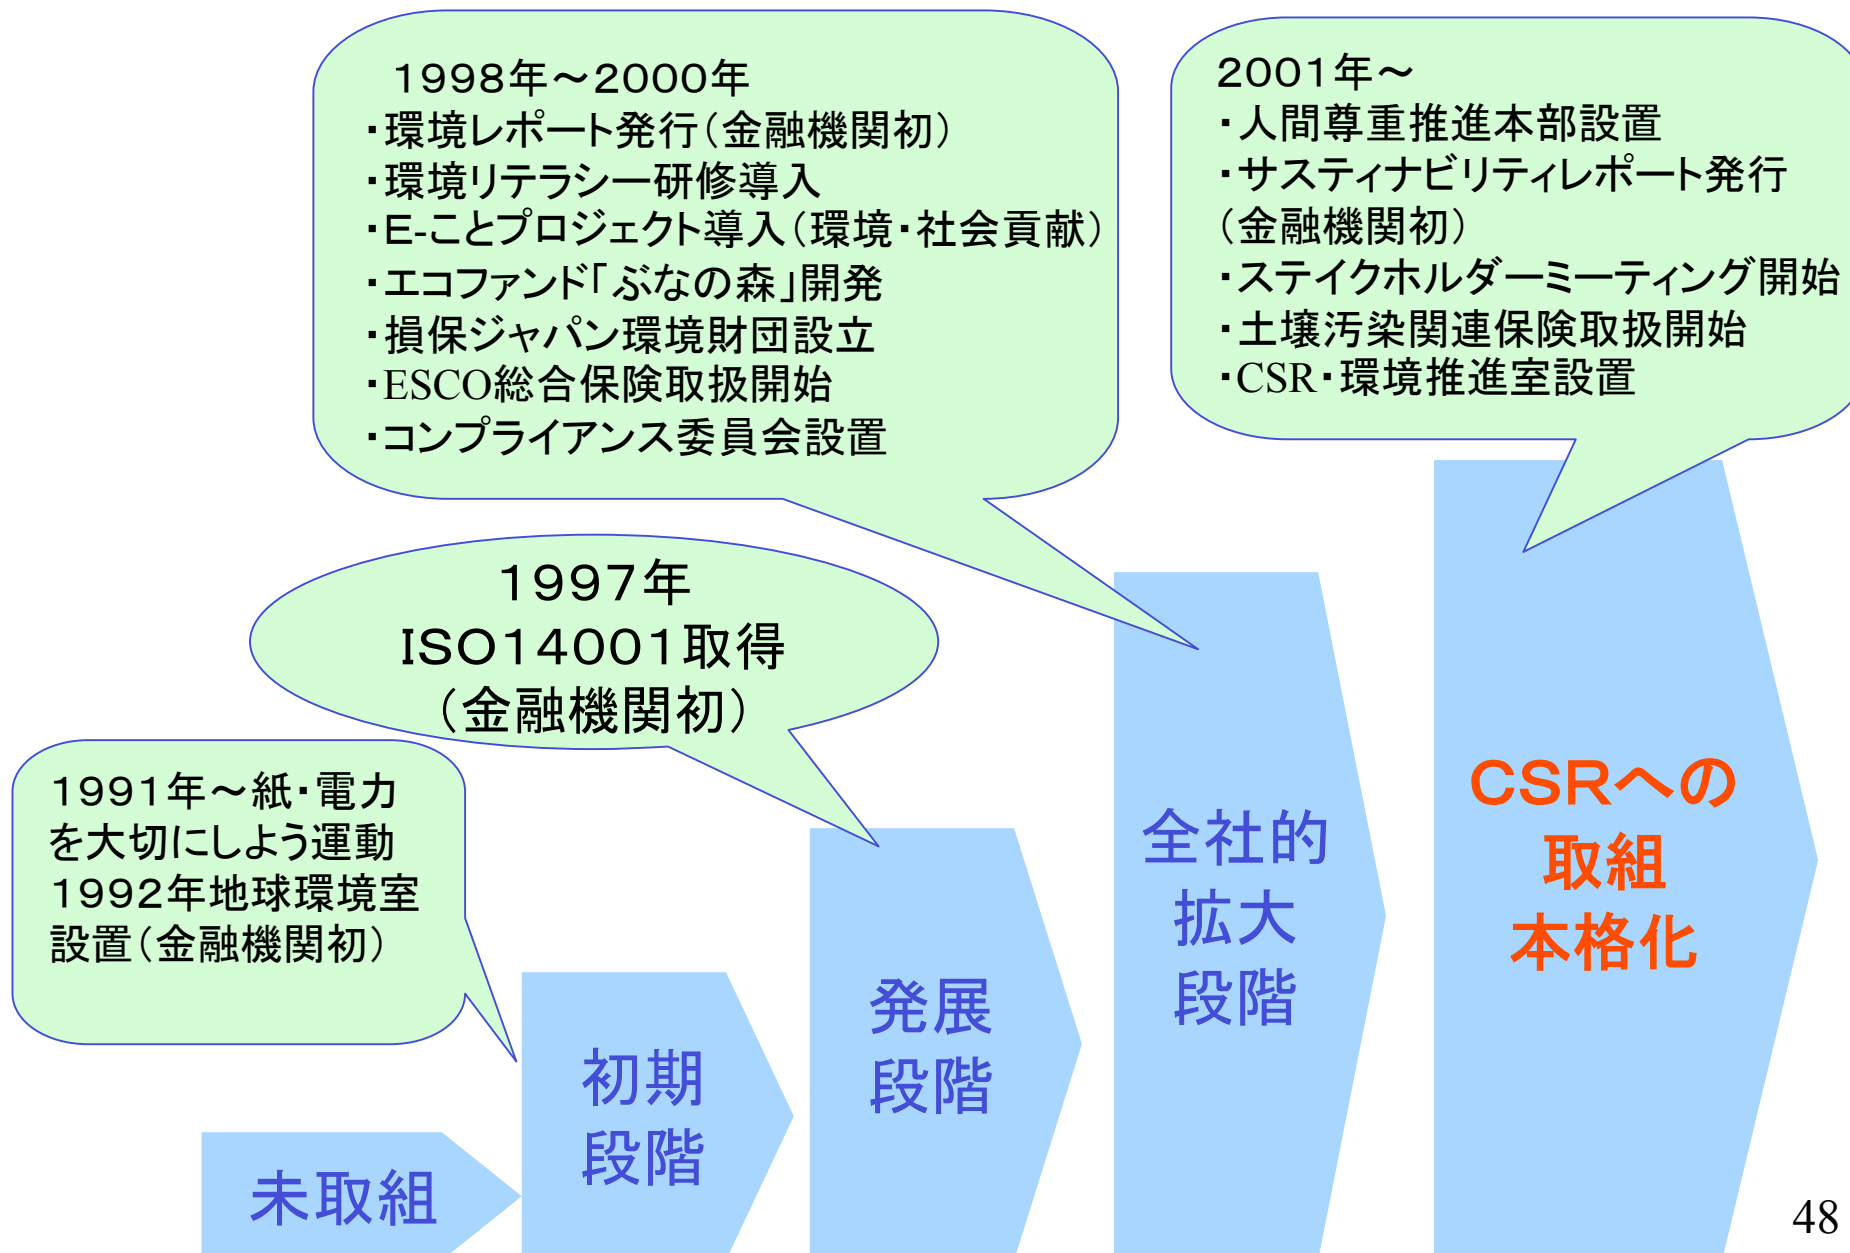 1998年～2000年
・環境レポート発行（金融機関初）
・環境リテラシー研修導入
・E-ことプロジェクト導入（環境・社会貢献）
・エコファンド「ぶなの森」開発
・損保ジャパン環境財団設立
・ESCO総合保険取扱開始
・コンプライアンス委員会設置
2001年～
・人間尊重推進本部設置
・サスティナビリティレポート発行
（金融機関初）
・ステイクホルダーミーティング開始
・土壌汚染関連保険取扱開始
・CSR・環境推進室設置
1997年
ISO14001取得
（金融機関初）
1991年～紙・電力
を大切にしよう運動
1992年地球環境室
設置（金融機関初）
未取組
初期
段階
発展
段階
全社的
拡大
段階
CSRへの
取組
本格化
48